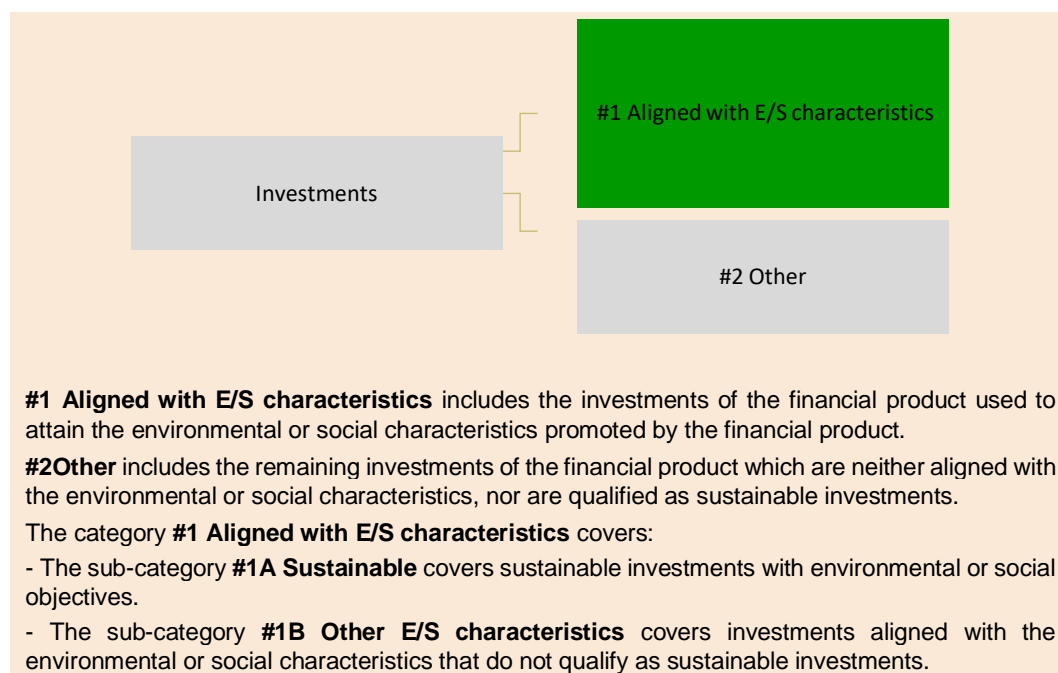 #1 Aligned with E/S characteristics
Investments
#2 Other
#1 Aligned with E/S characteristics includes the investments of the financial product used to
attain the environmental or social characteristics promoted by the financial product.
#2Other includes the remaining investments of the financial product which are neither aligned with
the environmental or social characteristics, nor are qualified as sustainable investments.
The category #1 Aligned with E/S characteristics covers:
- The sub-category #1A Sustainable covers sustainable investments with environmental or social
objectives.
- The sub-category #1B Other E/S characteristics covers investments aligned with the
environmental or social characteristics that do not qualify as sustainable investments.